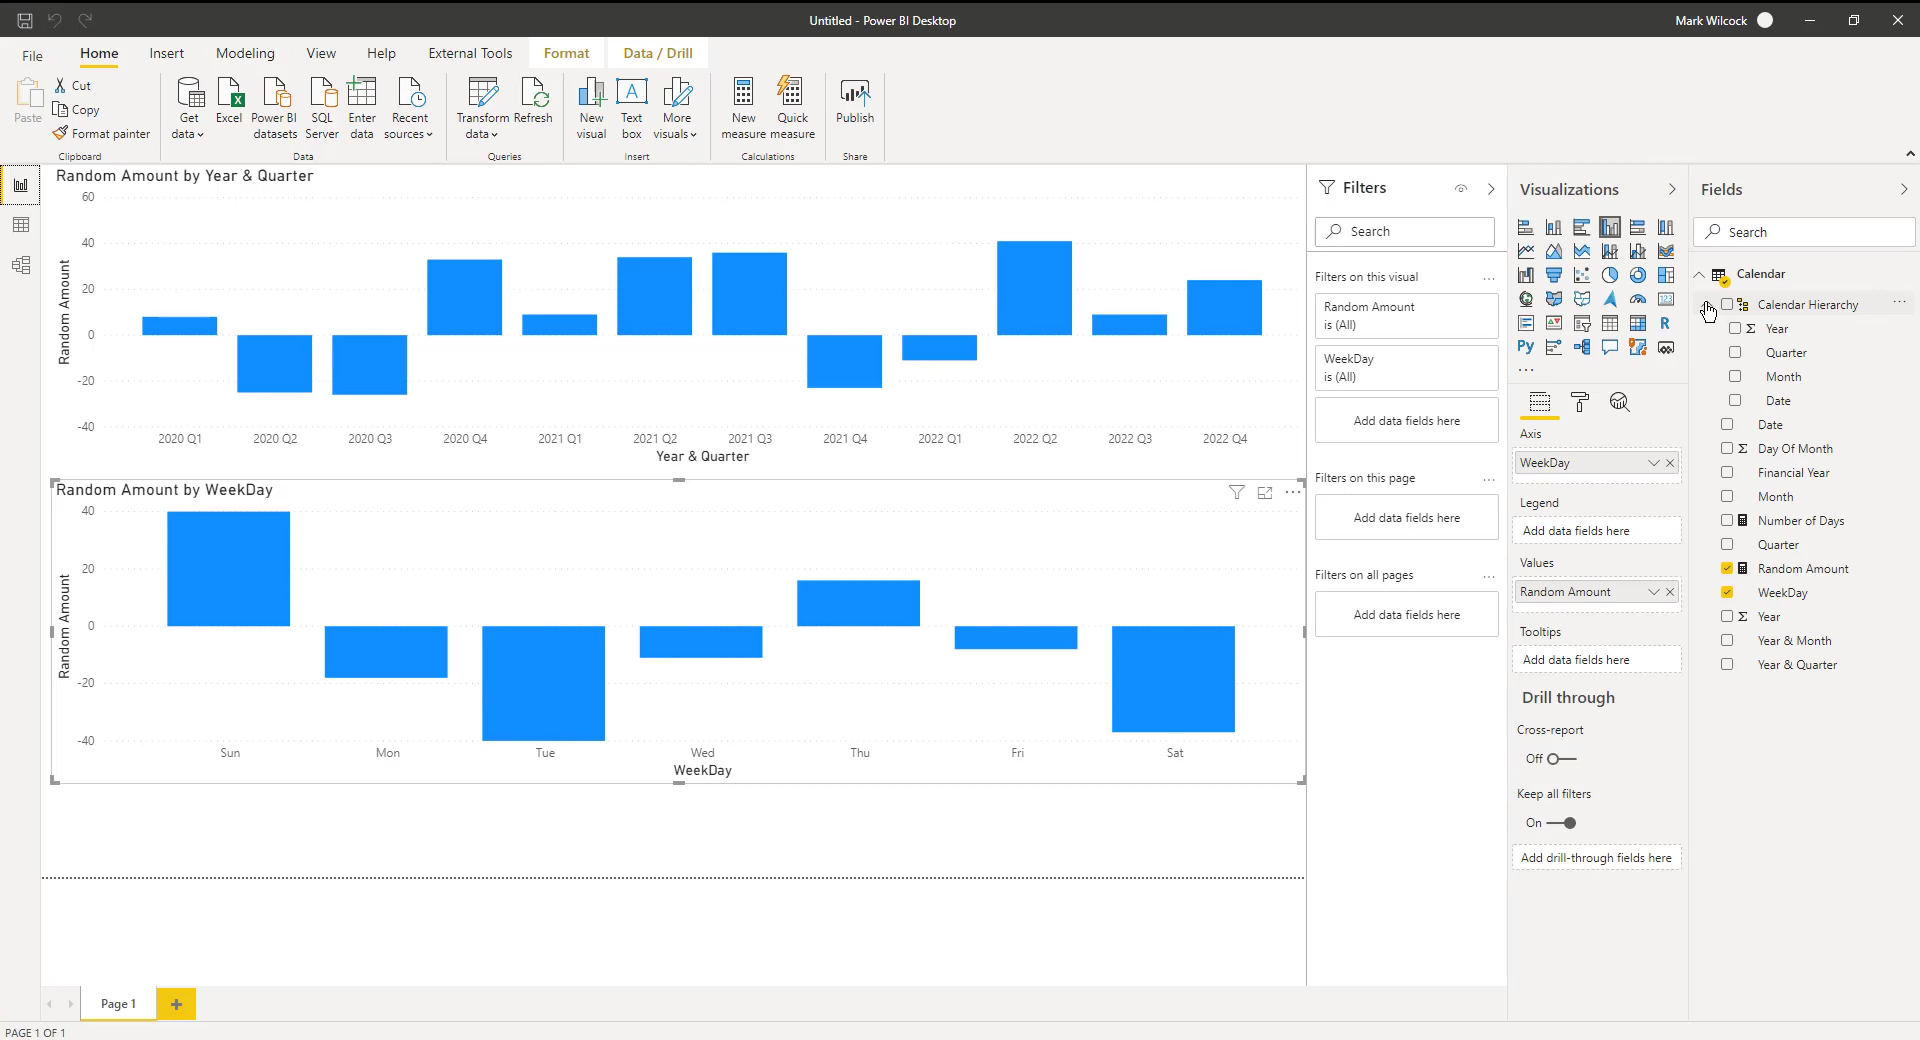 Untitled - Power BI Desktop
Mark Wilcock
File
Home
Insert
Modeling
View
Help
External Tools
Format
Data / Drill
Paste
Cut
Copy
Format painter
Clipboard
Get data
Excel
Power BI datasets
SQL Server
Enter data
Recent sources
Data
Transform data
Refresh
Queries
New visual
A
Text box
More visuals
Insert
New measure
Quick measure
Calculations
Publish
Share
Random Amount by Year & Quarter
60
40
20
0
-20
-40
Random Amount
2020 Q1
2020 Q2
2020 Q3
2020 Q4
2021 Q1
2021 Q2
2021 Q3
2021 Q4
2022 Q1
2022 Q2
2022 Q3
2022 Q4
Year & Quarter
Random Amount by WeekDay
40
20
0
-20
-40
Random Amount
Sun
Mon
Tue
Wed
Thu
Fri
Sat
WeekDay
Page 1
PAGE 1 OF 1
Filters
Search
Filters on this visual
Random Amount
is (All)
WeekDay
is (All)
Add data fields here
Filters on this page
Add data fields here
Filters on all pages
Add data fields here
Visualizations
123
R
Py
Axis
WeekDay
Legend
Add data fields here
Values
Random Amount
Tooltips
Add data fields here
Drill through
Cross-report
Off
Keep all filters
On
Add drill-through fields here
Fields
Search
Calendar
Calendar Hierarchy
Σ Year
Quarter
Month
Date
Date
Σ Day Of Month
Financial Year
Month
Number of Days
Quarter
Random Amount
WeekDay
Σ Year
Year & Month
Year & Quarter